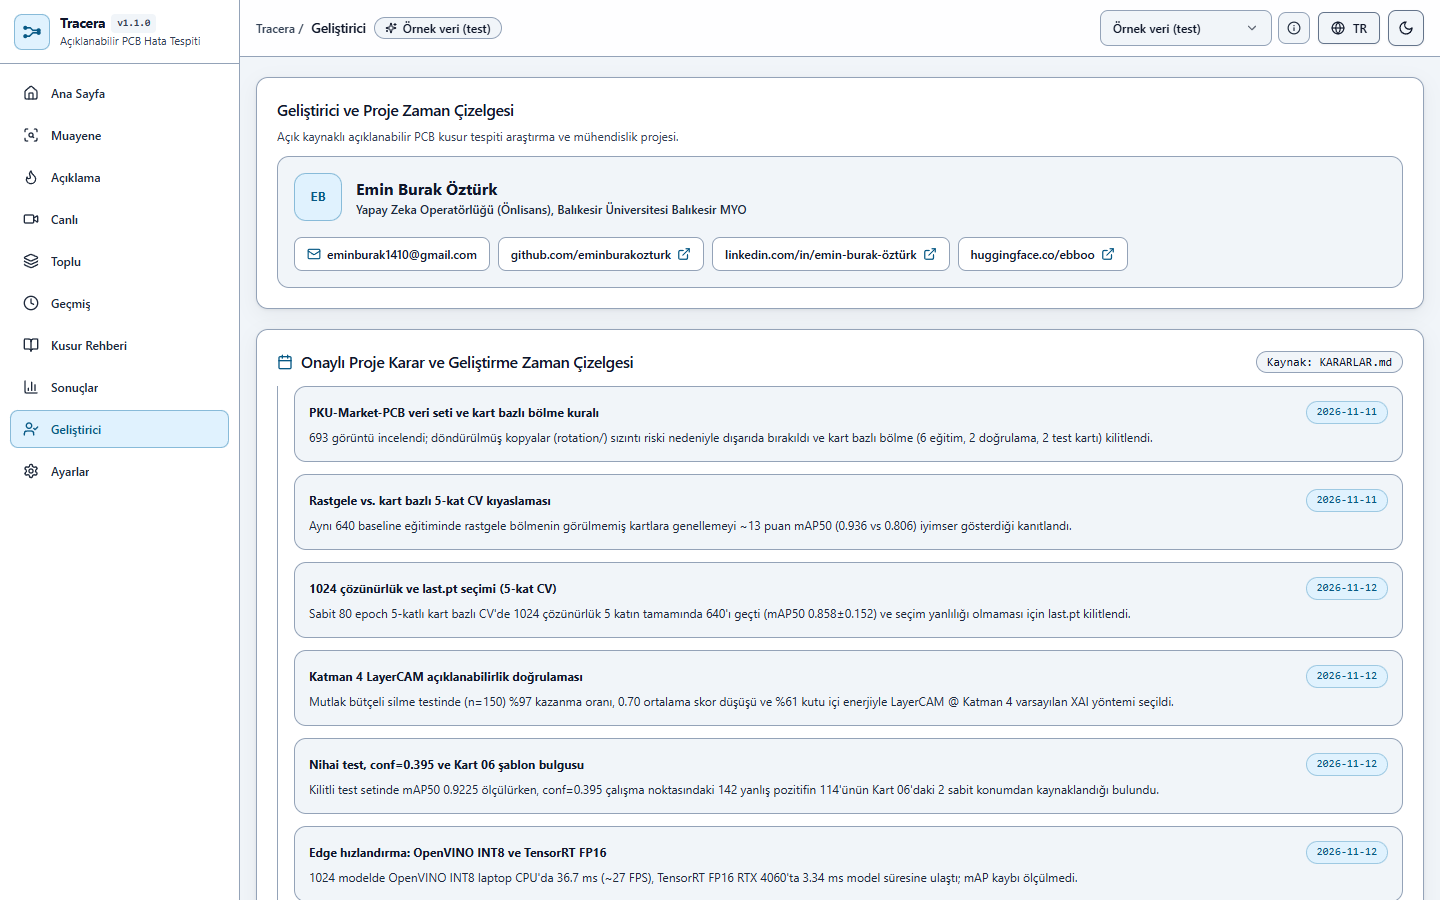 Tracera v1.1.0
Açıklanabilir PCB Hata Tespiti
Ana Sayfa
Muayene
Açıklama
Canlı
Toplu
Geçmiş
Kusur Rehberi
Sonuçlar
Geliştirici
Ayarlar
Tracera / Geliştirici Örnek veri (test)
Örnek veri (test) TR
Geliştirici ve Proje Zaman Çizelgesi
Açık kaynaklı açıklanabilir PCB kusur tespiti araştırma ve mühendislik projesi.
EB
Emin Burak Öztürk
Yapay Zeka Operatörlüğü (Önlisans), Balıkesir Üniversitesi Balıkesir MYO
eminburak1410@gmail.com github.com/eminburakozturk linkedin.com/in/emin-burak-öztürk huggingface.co/ebboo
Onaylı Proje Karar ve Geliştirme Zaman Çizelgesi Kaynak: KARARLAR.md
PKU-Market-PCB veri seti ve kart bazlı bölme kuralı 2026-11-11
693 görüntü incelendi; döndürülmüş kopyalar (rotation/) sızıntı riski nedeniyle dışarıda bırakıldı ve kart bazlı bölme (6 eğitim, 2 doğrulama, 2 test kartı) kilitlendi.
Rastgele vs. kart bazlı 5-kat CV kıyaslaması 2026-11-11
Aynı 640 baseline eğitiminde rastgele bölmenin görülmemiş kartlara genellemeyi ~13 puan mAP50 (0.936 vs 0.806) iyimser gösterdiği kanıtlandı.
1024 çözünürlük ve last.pt seçimi (5-kat CV) 2026-11-12
Sabit 80 epoch 5-katlı kart bazlı CV'de 1024 çözünürlük 5 katın tamamında 640'ı geçti (mAP50 0.858±0.152) ve seçim yanlılığı olmaması için last.pt kilitlendi.
Katman 4 LayerCAM açıklanabilirlik doğrulaması 2026-11-12
Mutlak bütçeli silme testinde (n=150) %97 kazanma oranı, 0.70 ortalama skor düşüşü ve %61 kutu içi enerjiyle LayerCAM @ Katman 4 varsayılan XAI yöntemi seçildi.
Nihai test, conf=0.395 ve Kart 06 şablon bulgusu 2026-11-12
Kilitli test setinde mAP50 0.9225 ölçülürken, conf=0.395 çalışma noktasındaki 142 yanlış pozitifin 114'ünün Kart 06'daki 2 sabit konumdan kaynaklandığı bulundu.
Edge hızlandırma: OpenVINO INT8 ve TensorRT FP16 2026-11-12
1024 modelde OpenVINO INT8 laptop CPU'da 36.7 ms (~27 FPS), TensorRT FP16 RTX 4060'ta 3.34 ms model süresine ulaştı; mAP kaybı ölçülmedi.